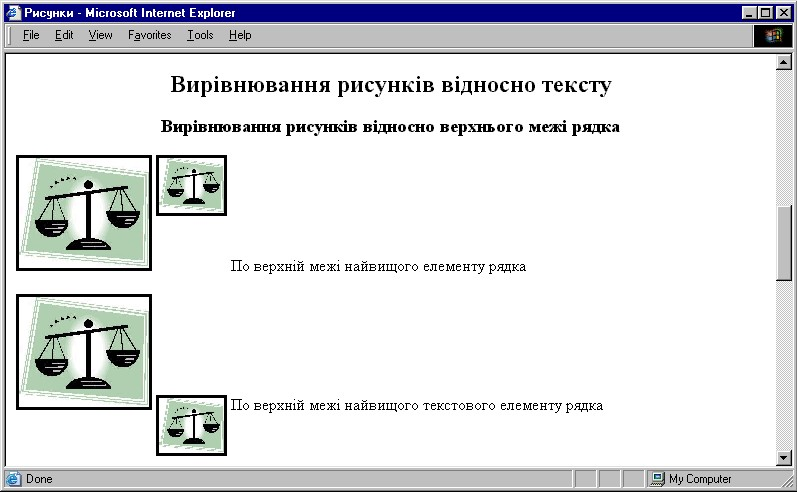 Рисунки - Microsoft Internet Explorer
File Edit View Favorites Tools Help
Вирівнювання рисунків відносно тексту
Вирівнювання рисунків відносно верхнього межі рядка
По верхній межі найвищого елементу рядка
По верхній межі найвищого текстового елементу рядка
Done My Computer